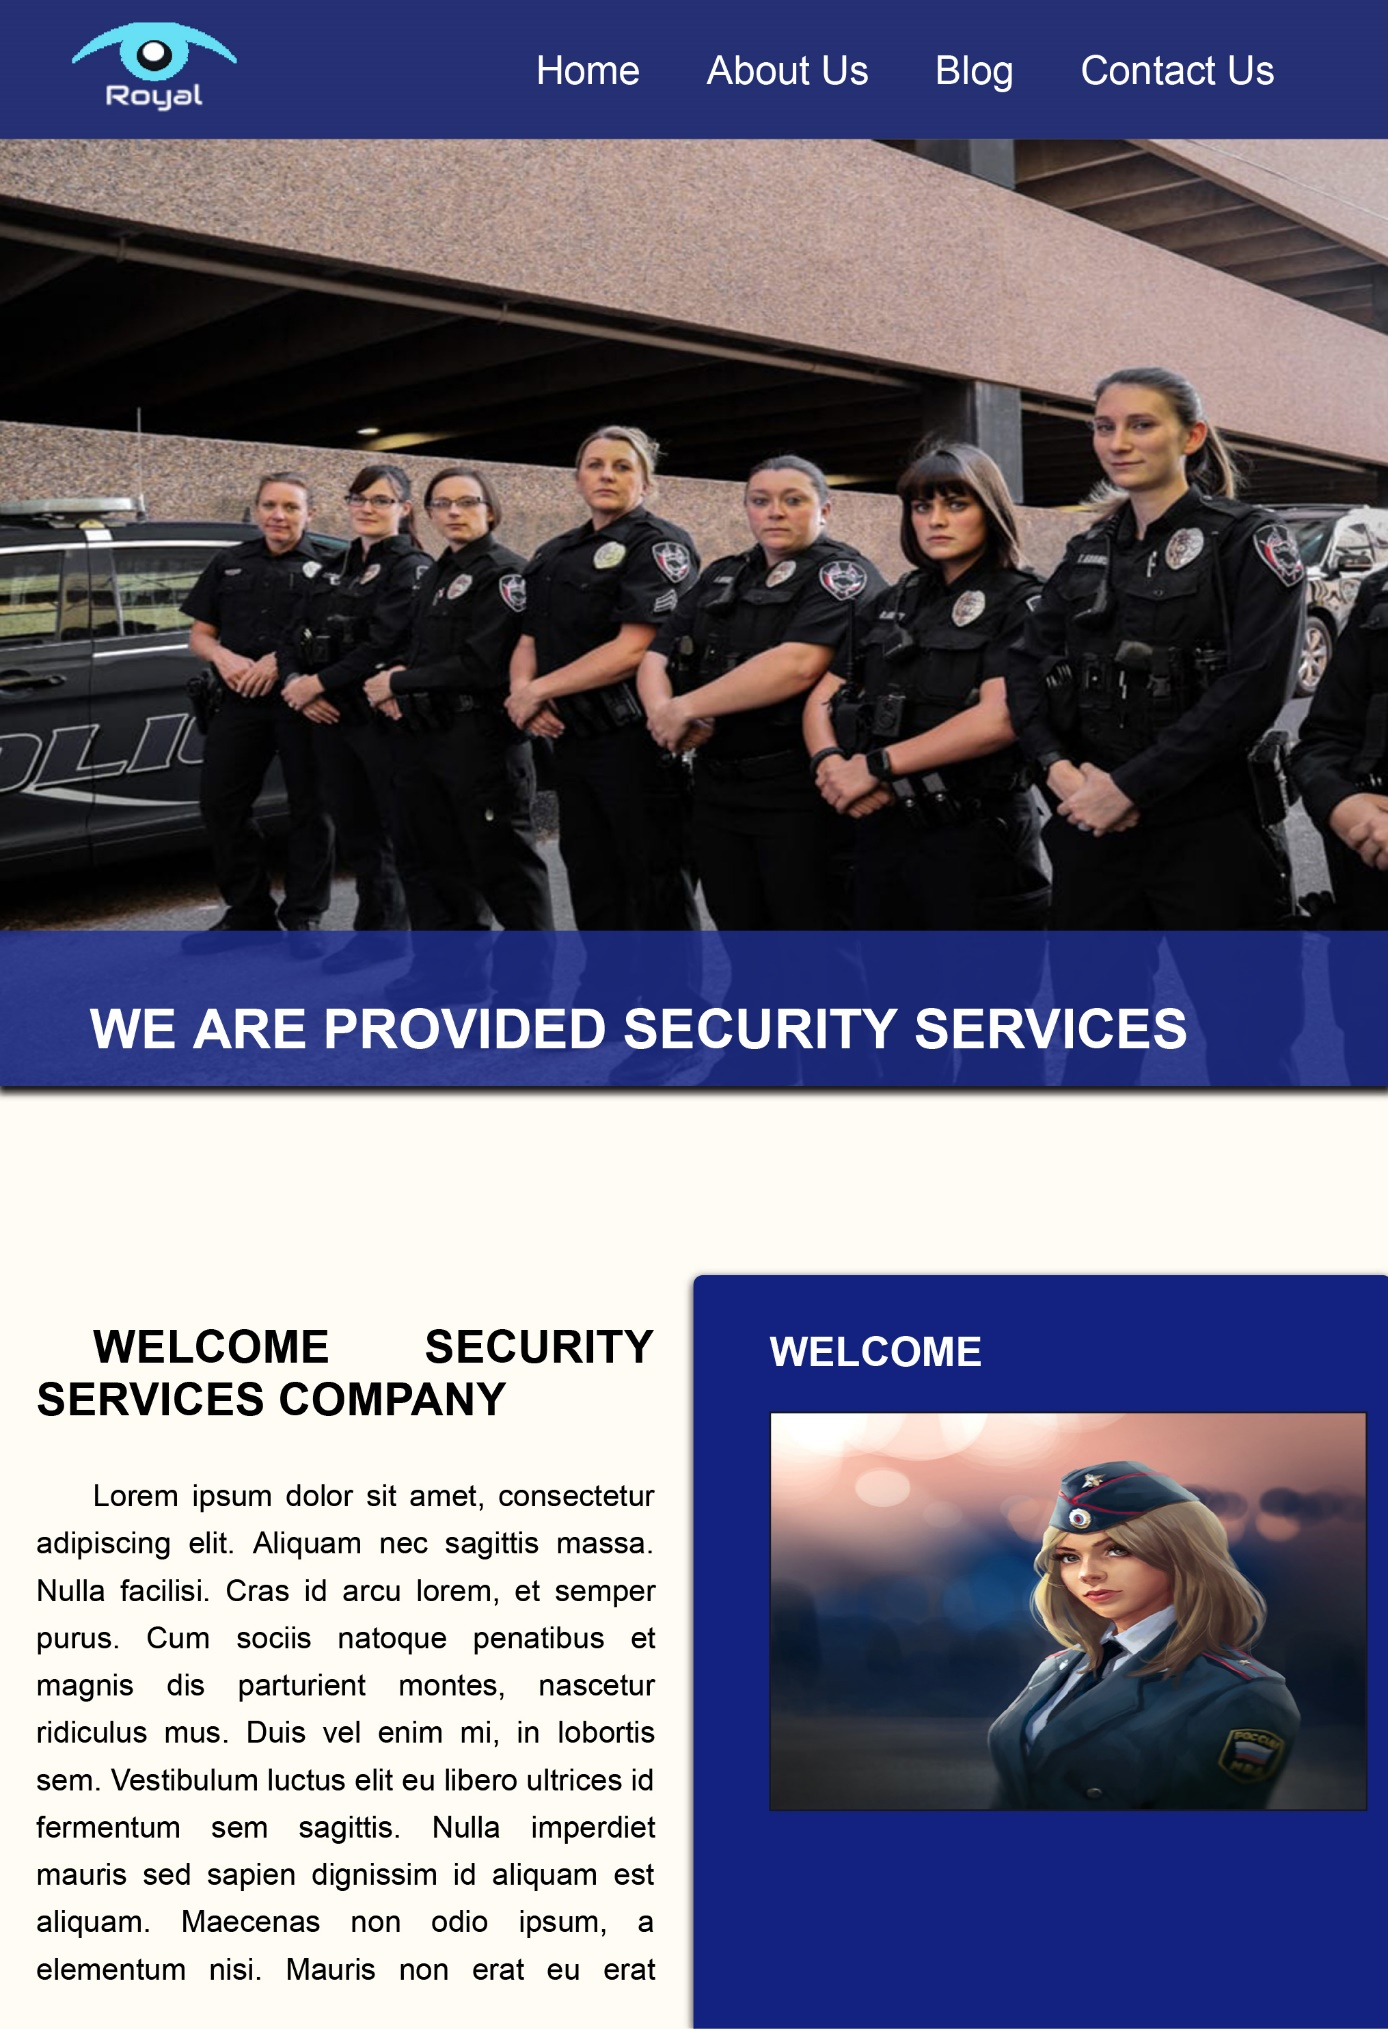 Royal
Home About Us Blog Contact Us
OLIC
WE ARE PROVIDED SECURITY SERVICES
WELCOME SECURITY
SERVICES COMPANY
Lorem ipsum dolor sit amet, consectetur
adipiscing elit. Aliquam nec sagittis massa.
Nulla facilisi. Cras id arcu lorem, et semper
purus. Cum sociis natoque penatibus et
magnis dis parturient montes, nascetur
ridiculus mus. Duis vel enim mi, in lobortis
sem. Vestibulum luctus elit eu libero ultrices id
fermentum sem sagittis. Nulla imperdiet
mauris sed sapien dignissim id aliquam est
aliquam. Maecenas non odio ipsum, a
elementum nisi. Mauris non erat eu erat
WELCOME
РОССИЯ
МВД